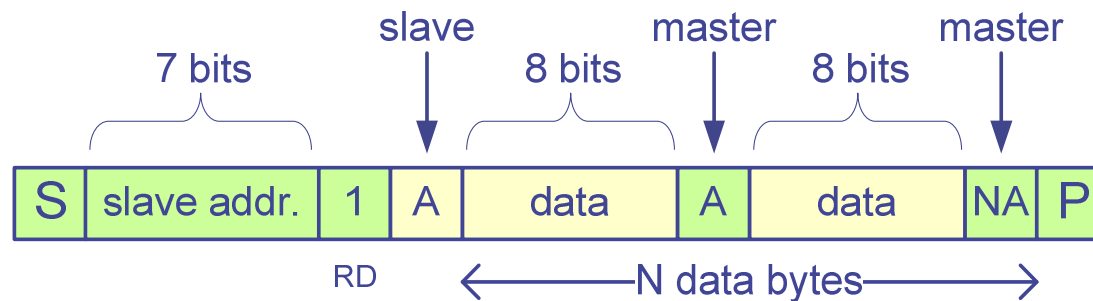 slave master master
7 bits 8 bits 8 bits
S slave addr. 1 A data A data NA P
RD N data bytes